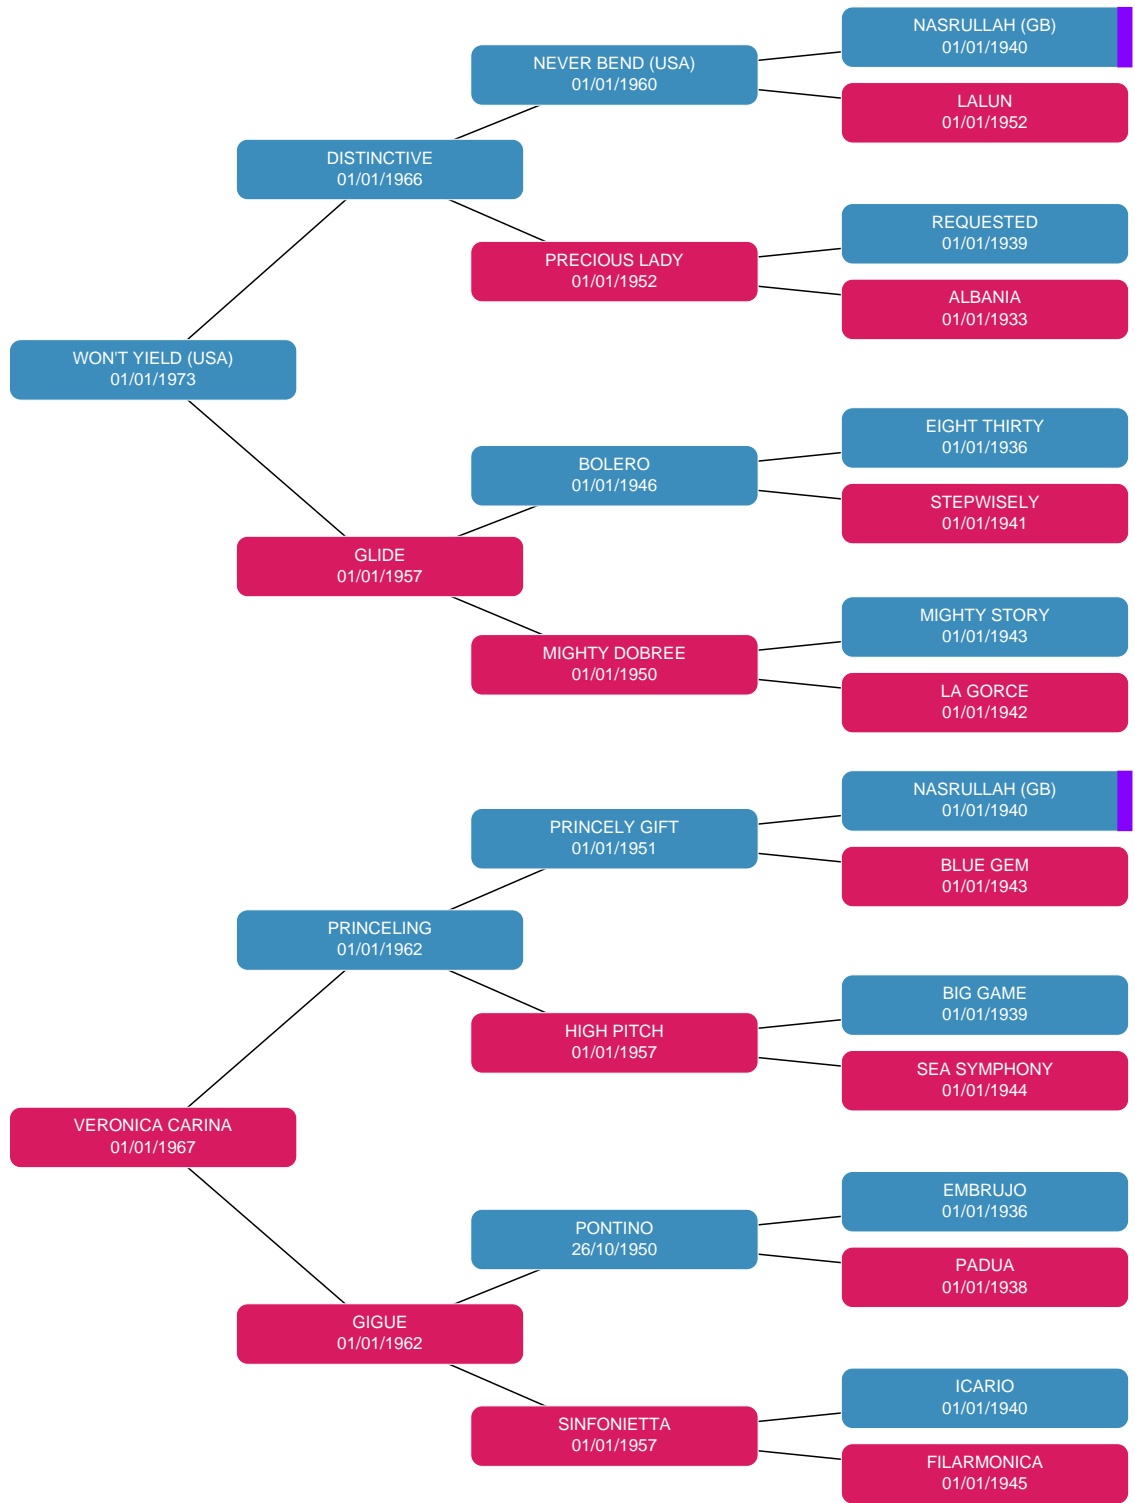 NASRULLAH (GB)
01/01/1940
NEVER BEND (USA)
01/01/1960
LALUN
01/01/1952
DISTINCTIVE
01/01/1966
REQUESTED
01/01/1939
PRECIOUS LADY
01/01/1952
ALBANIA
01/01/1933
WON'T YIELD (USA)
01/01/1973
EIGHT THIRTY
01/01/1936
BOLERO
01/01/1946
STEPWISELY
01/01/1941
GLIDE
01/01/1957
MIGHTY STORY
01/01/1943
MIGHTY DOBREE
01/01/1950
LA GORCE
01/01/1942
NASRULLAH (GB)
01/01/1940
PRINCELY GIFT
01/01/1951
BLUE GEM
01/01/1943
PRINCELING
01/01/1962
BIG GAME
01/01/1939
HIGH PITCH
01/01/1957
SEA SYMPHONY
01/01/1944
VERONICA CARINA
01/01/1967
EMBRUJO
01/01/1936
PONTINO
26/10/1950
PADUA
01/01/1938
GIGUE
01/01/1962
ICARIO
01/01/1940
SINFONIETTA
01/01/1957
FILARMONICA
01/01/1945